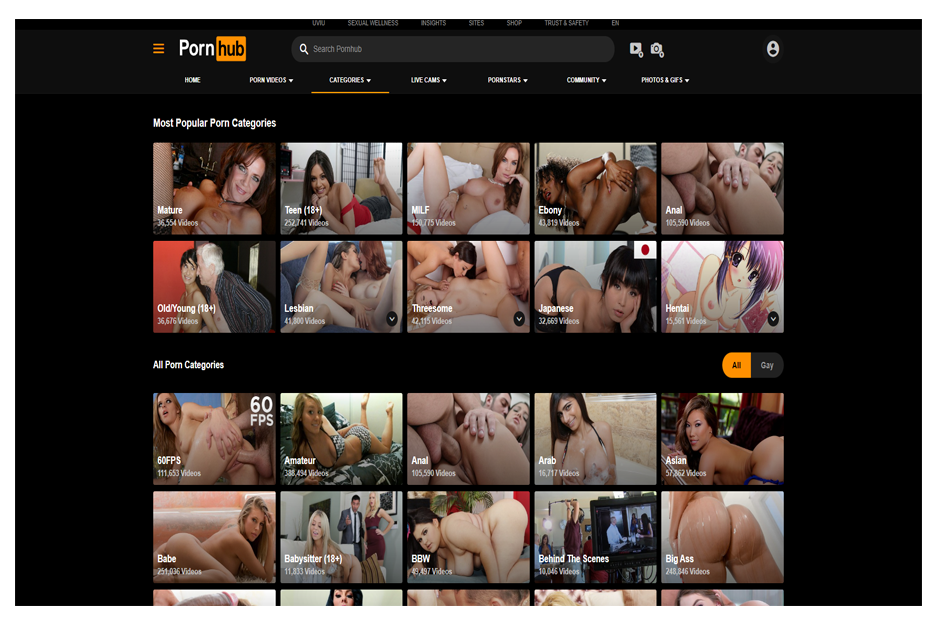 UVIU SEXUAL WELLNESS INSIGHTS SITES SHOP TRUST & SAFETY EN
Pornhub
Search Pornhub
HOME PORN VIDEOS CATEGORIES LIVE CAMS PORNSTARS COMMUNITY PHOTOS & GIFS
Most Popular Porn Categories
Mature
36,554 Videos
Teen (18+)
252,741 Videos
MILF
150,775 Videos
Ebony
43,819 Videos
Anal
105,590 Videos
Old/Young (18+)
36,676 Videos
Lesbian
41,800 Videos
Threesome
42,115 Videos
Japanese
32,669 Videos
Hentai
15,561 Videos
All Porn Categories
All Gay
60 FPS
60FPS
111,653 Videos
Amateur
388,494 Videos
Anal
105,590 Videos
Arab
16,717 Videos
Asian
57,862 Videos
Babe
251,036 Videos
Babysitter (18+)
11,833 Videos
BBW
49,497 Videos
Behind The Scenes
10,046 Videos
Big Ass
248,846 Videos